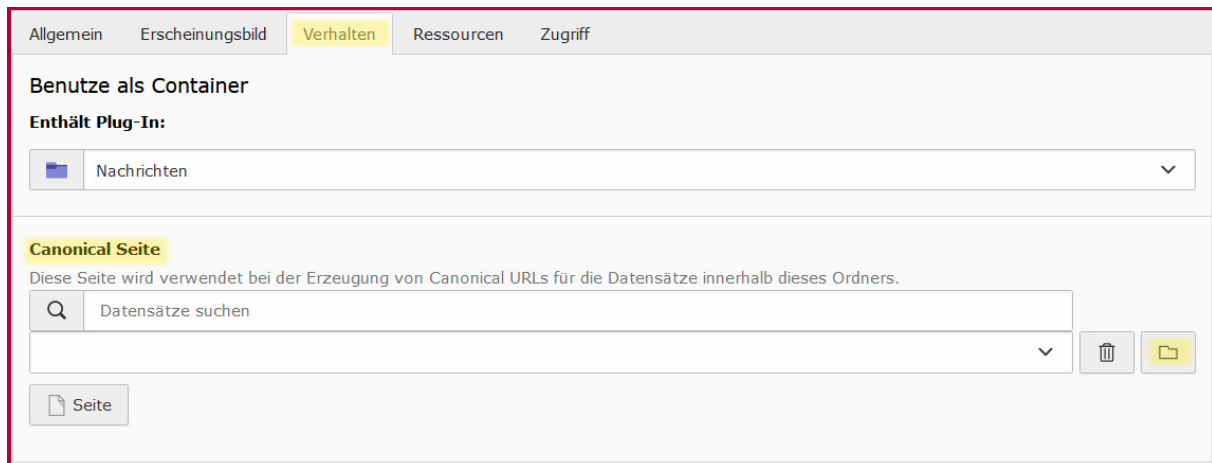 Allgemein Erscheinungsbild Verhalten Ressourcen Zugriff
Benutze als Container
Enthält Plug-In:
Nachrichten
Canonical Seite
Diese Seite wird verwendet bei der Erzeugung von Canonical URLs für die Datensätze innerhalb dieses Ordners.
Datensätze suchen
Seite